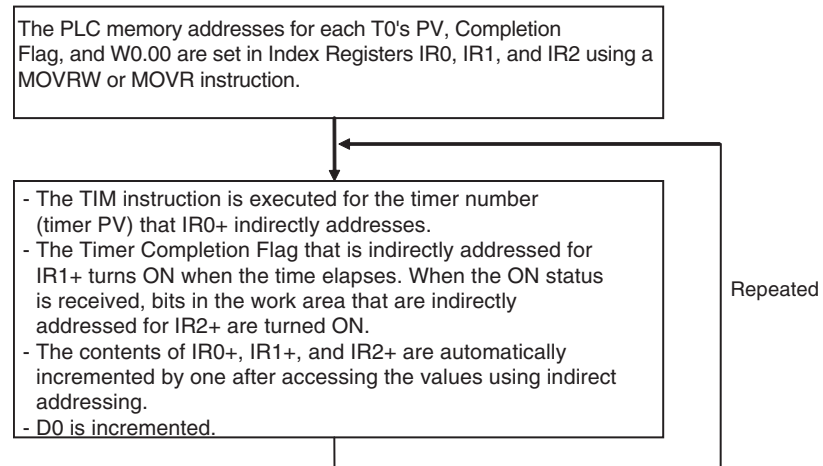 The PLC memory addresses for each T0's PV, Completion
Flag, and W0.00 are set in Index Registers IR0, IR1, and IR2 using a
MOVRW or MOVR instruction.
- The TIM instruction is executed for the timer number
(timer PV) that IR0+ indirectly addresses.
- The Timer Completion Flag that is indirectly addressed for
IR1+ turns ON when the time elapses. When the ON status
is received, bits in the work area that are indirectly
addressed for IR2+ are turned ON.
- The contents of IR0+, IR1+, and IR2+ are automatically
incremented by one after accessing the values using indirect
addressing.
- D0 is incremented.
Repeated